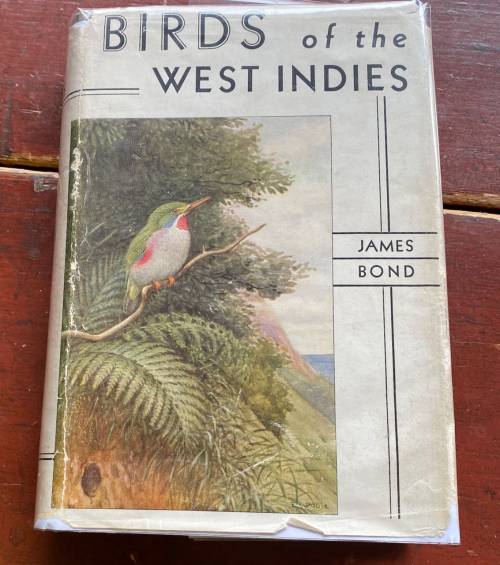 BIRDS of the
WEST INDIES
JAMES
BOND